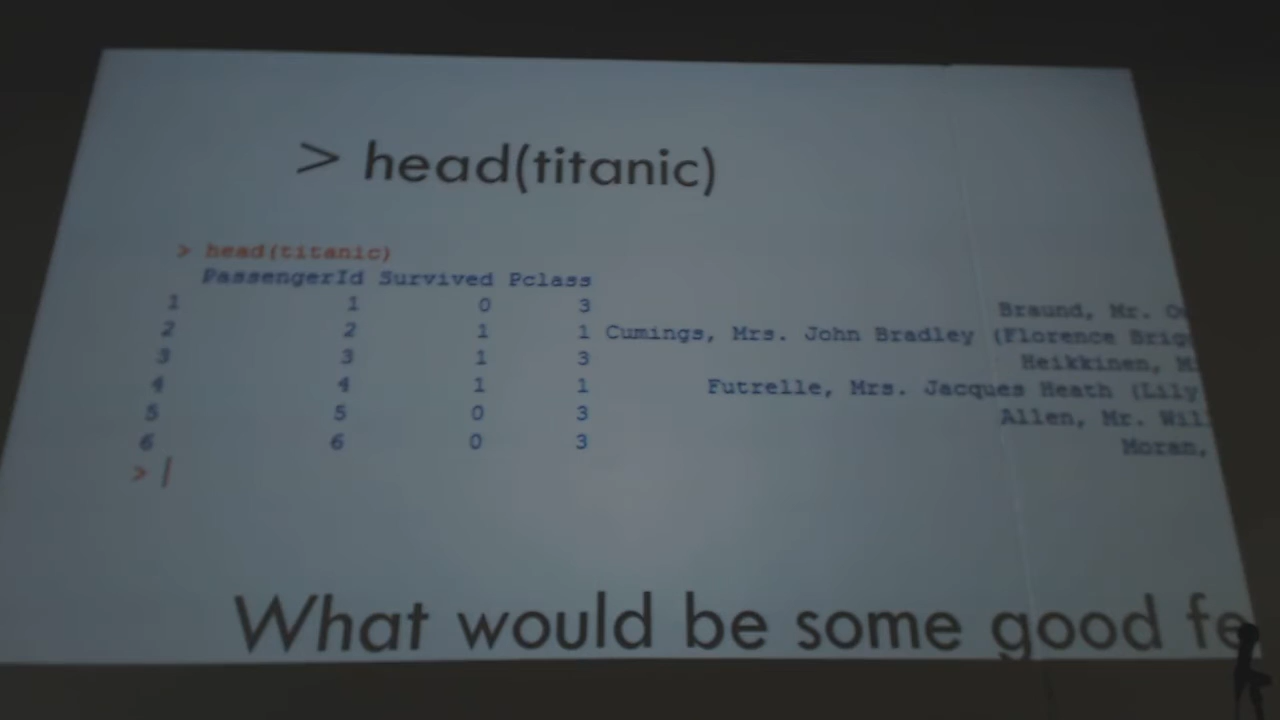 > head(titanic)
> head(titanic)
PassengerId Survived Pclass
1 1 0 3 Braund, Mr.
2 2 1 1 Cumings, Mrs. John Bradley (Florence
3 3 1 3 Heikkinen,
4 4 1 1 Futrelle, Mrs. Jacques Heath (Lily
5 5 0 3 Allen, Mr.
6 6 0 3 Moran,
>
What would be some good